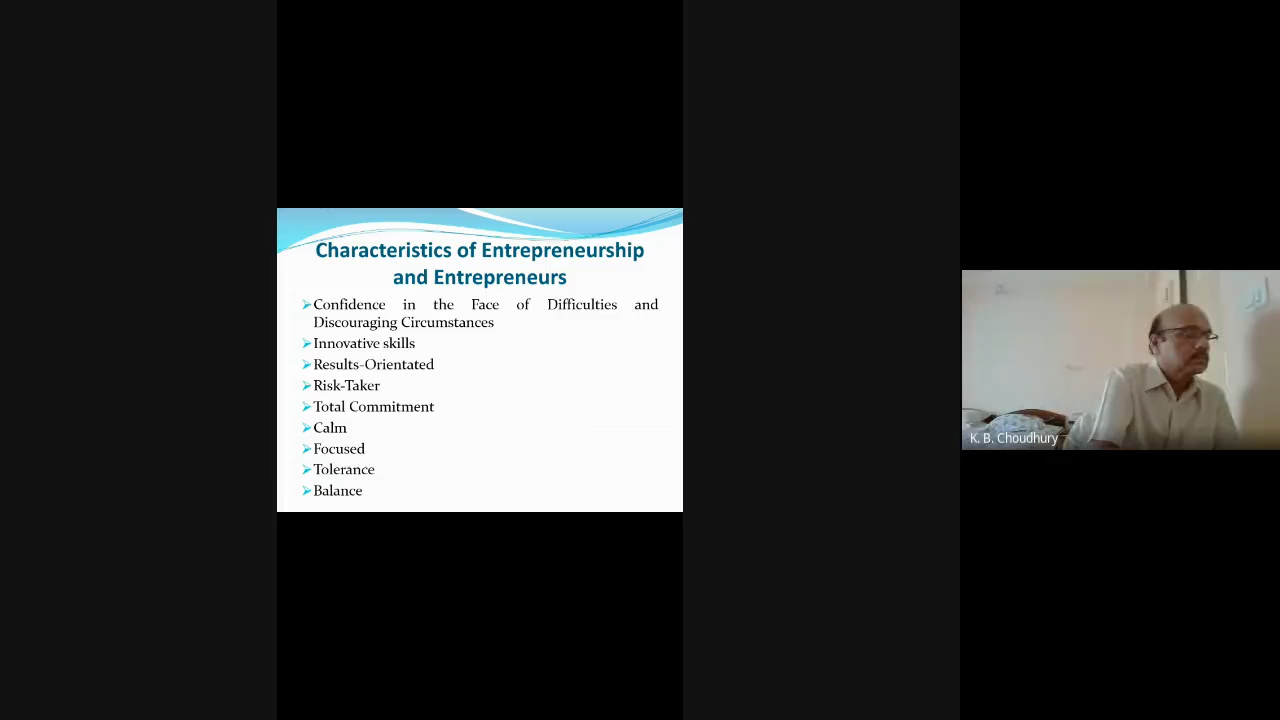 Characteristics of Entrepreneurship
and Entrepreneurs
Confidence in the Face of Difficulties and
Discouraging Circumstances
Innovative skills
Results-Orientated
Risk-Taker
Total Commitment
Calm
Focused
Tolerance
Balance
K. B. Choudhury